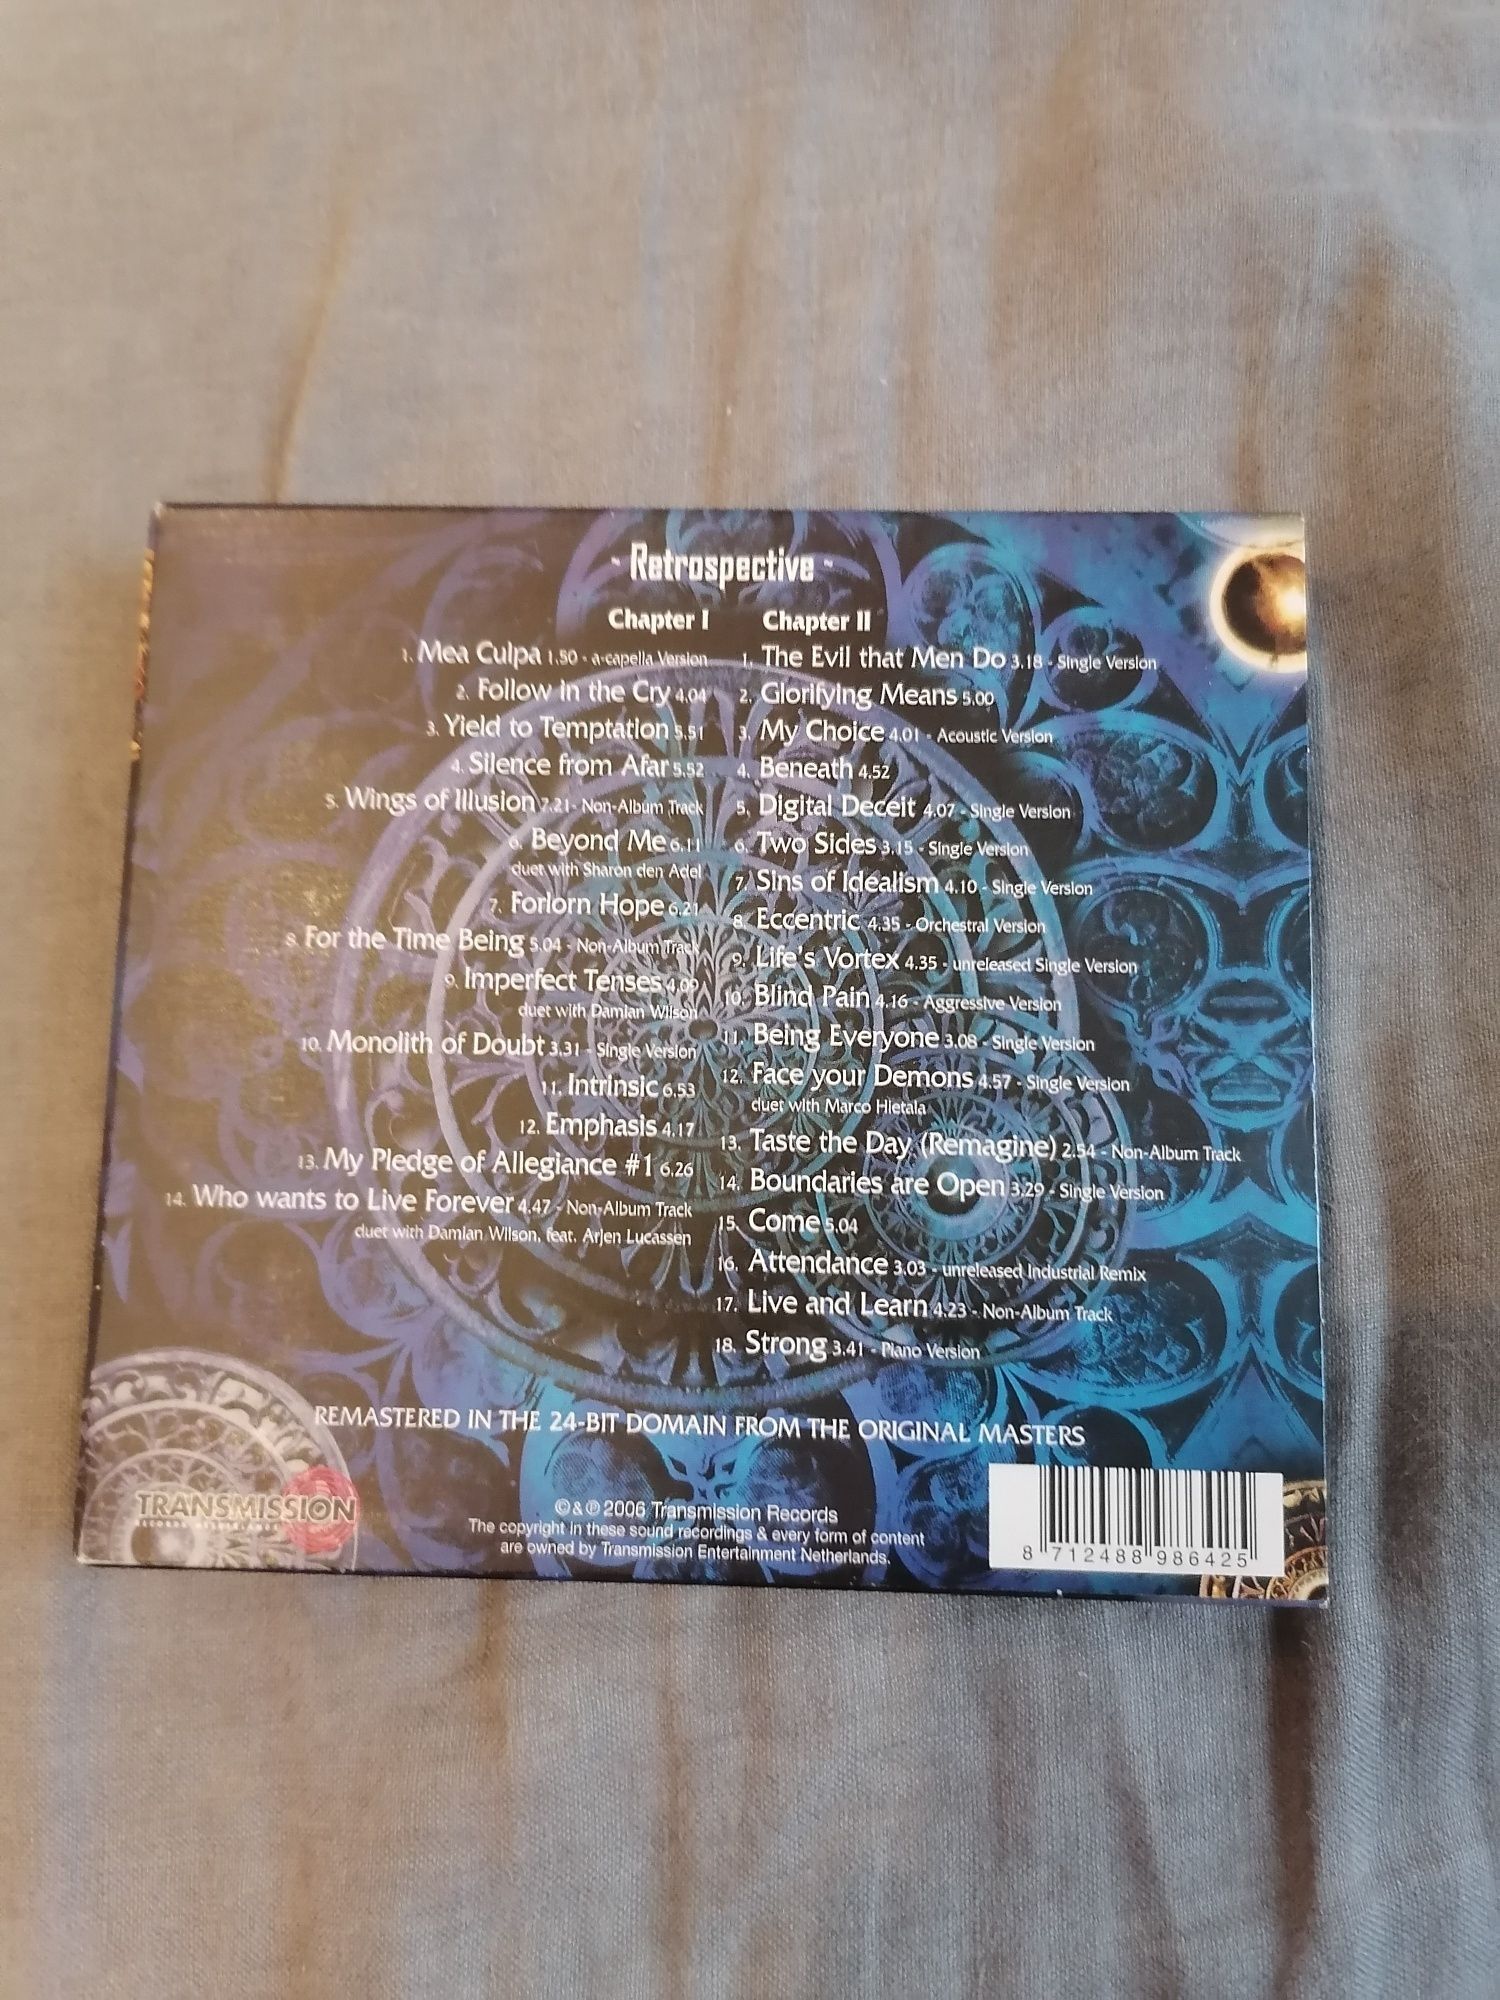 ~ Retrospective ~
Chapter I
1. Mea Culpa 1.50 - a-capella Version
2. Follow in the Cry 4.04
3. Yield to Temptation 5.51
4. Silence from Afar 5.52
5. Wings of Illusion 7.21 - Non-Album Track
6. Beyond Me 6.11
duet with Sharon den Adel
7. Forlorn Hope 6.21
8. For the Time Being 5.04 - Non-Album Track
9. Imperfect Tenses 4.09
duet with Damian Wilson
10. Monolith of Doubt 3.31 - Single Version
11. Intrinsic 6.53
12. Emphasis 4.17
13. My Pledge of Allegiance #1 6.26
14. Who wants to Live Forever 4.47 - Non-Album Track
duet with Damian Wilson, feat. Arjen Lucassen
Chapter II
1. The Evil that Men Do 3.18 - Single Version
2. Glorifying Means 5.00
3. My Choice 4.01 - Acoustic Version
4. Beneath 4.52
5. Digital Deceit 4.07 - Single Version
6. Two Sides 3.15 - Single Version
7. Sins of Idealism 4.10 - Single Version
8. Eccentric 4.35 - Orchestral Version
9. Life's Vortex 4.35 - unreleased Single Version
10. Blind Pain 4.16 - Aggressive Version
11. Being Everyone 3.08 - Single Version
12. Face your Demons 4.57 - Single Version
duet with Marco Hietala
13. Taste the Day (Remagine) 2.54 - Non-Album Track
14. Boundaries are Open 3.29 - Single Version
15. Come 5.04
16. Attendance 3.03 - unreleased Industrial Remix
17. Live and Learn 4.23 - Non-Album Track
18. Strong 3.41 - Piano Version
REMASTERED IN THE 24-BIT DOMAIN FROM THE ORIGINAL MASTERS
TRANSMISSION
RECORDS NETHERLANDS
© & ℗ 2006 Transmission Records
The copyright in these sound recordings & every form of content
are owned by Transmission Entertainment Netherlands.
8 712488 986425